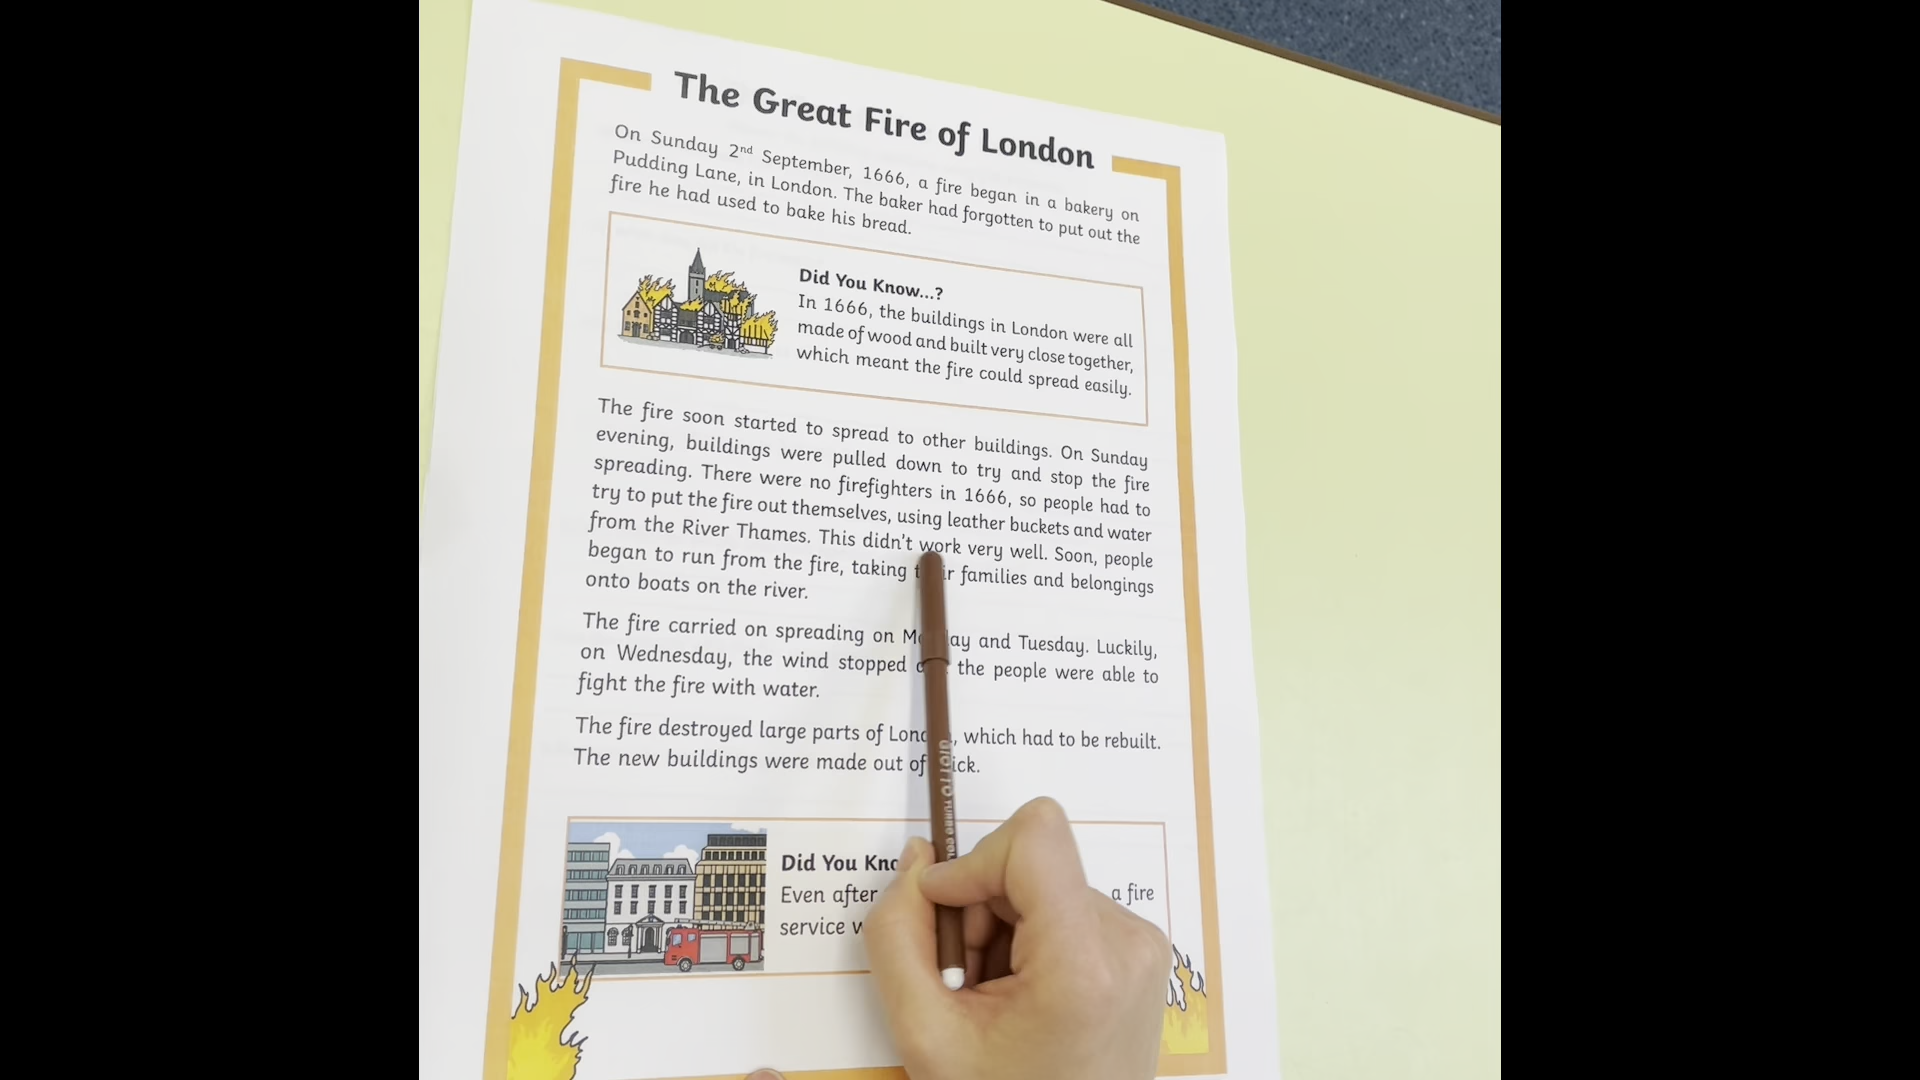 The Great Fire of London
On Sunday 2nd September, 1666, a fire began in a bakery on
Pudding Lane, in London. The baker had forgotten to put out the
fire he had used to bake his bread.
Did You Know...?
In 1666, the buildings in London were all
made of wood and built very close together,
which meant the fire could spread easily.
The fire soon started to spread to other buildings. On Sunday
evening, buildings were pulled down to try and stop the fire
spreading. There were no firefighters in 1666, so people had to
try to put the fire out themselves, using leather buckets and water
from the River Thames. This didn't work very well. Soon, people
began to run from the fire, taking their families and belongings
onto boats on the river.
The fire carried on spreading on Monday and Tuesday. Luckily,
on Wednesday, the wind stopped the people were able to
fight the fire with water.
The fire destroyed large parts of London, which had to be rebuilt.
The new buildings were made out of brick.
Did You
Even after a fire
service
GIOTTO TURBO